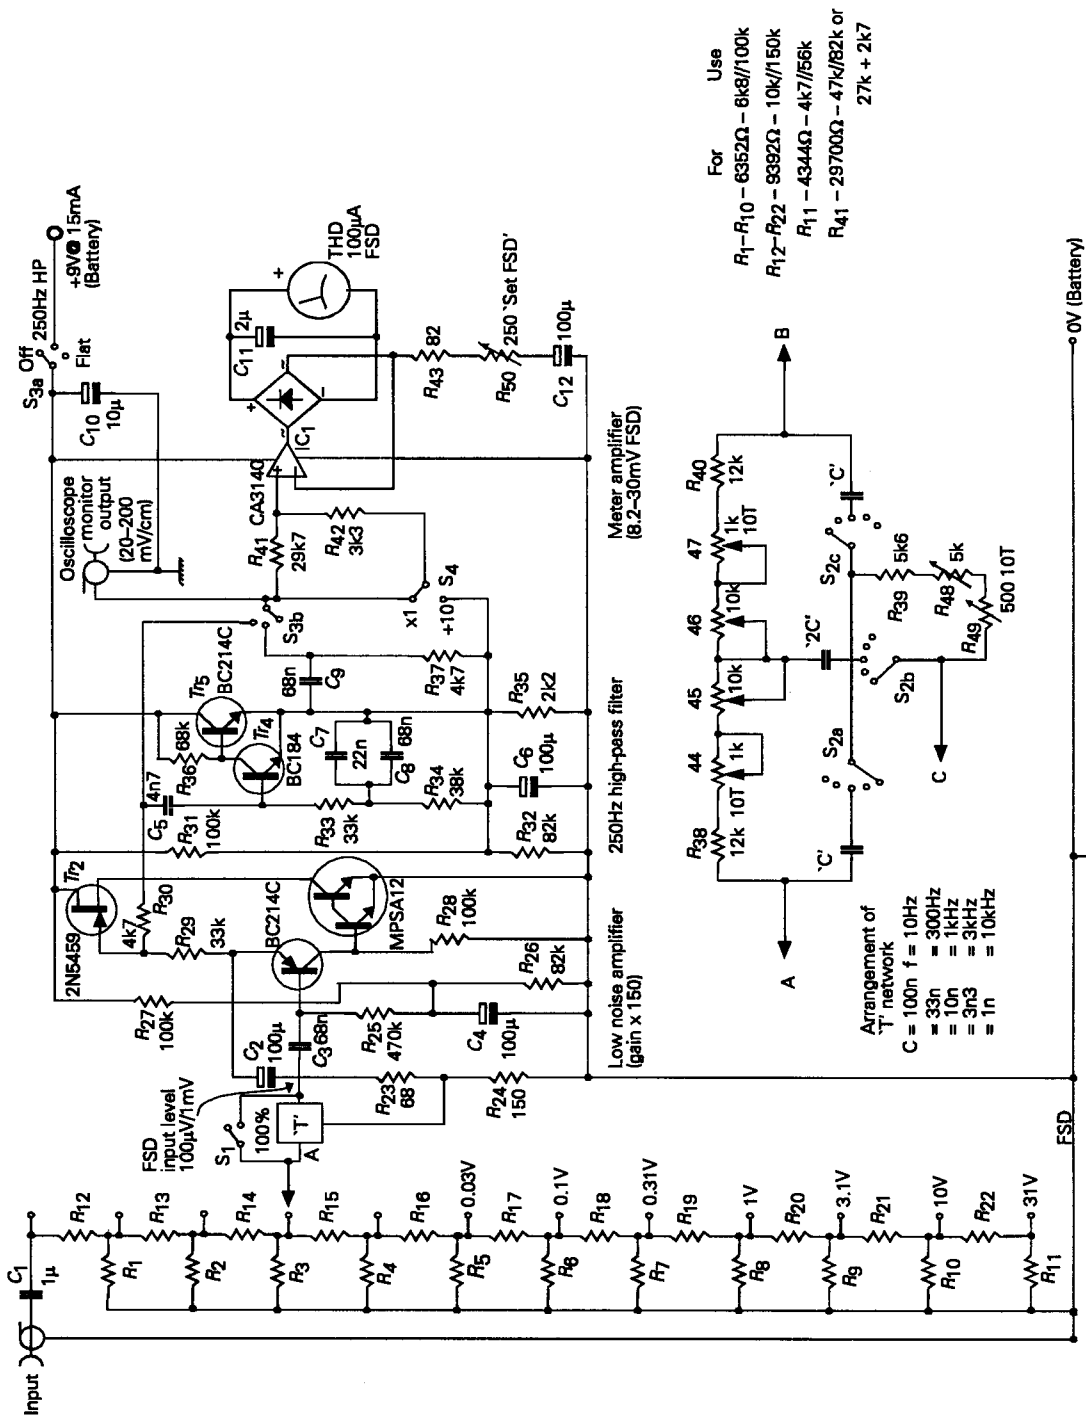 Input
C1
1µ
R12
R13
R14
R15
R16
R17
R18
R19
R20
R21
R22
R1
R2
R3
R4
R5
R6
R7
R8
R9
R10
R11
0.03V
0.1V
0.31V
1V
3.1V
10V
31V
FSD
FSD
input level
100µV/1mV
S1
100%
'T'
A
C2
100µ
C3 68n
R23
68
R24
150
R25
470k
C4
100µ
R26
82k
R27
100k
2N5459
Tr2
4k7
R30
R29
33k
BC214C
MPSA12
R28
100k
Low noise amplifier
(gain x 150)
C5
4n7
R31
100k
R36
68k
Tr5
BC214C
Tr4
BC184
R33
33k
C7
22n
C8
68n
R34
38k
R32
82k
C6
100µ
R35
2k2
68n
C9
R37
4k7
S3b
250Hz high-pass filter
S3a
Off
250Hz HP
Flat
+9V@ 15mA
(Battery)
C10
10µ
Oscilloscope
monitor
output
(20–200
mV/cm)
R41
29k7
R42
3k3
x1
S4
+10
CA3140
IC1
+
~
~
+
–
C11
2µ
+
THD
100µA
FSD
R43
82
R50
250 'Set FSD'
C12
100µ
Meter amplifier
(8.2–30mV FSD)
0V (Battery)
Arrangement of
'T' network
C = 100n f = 10Hz
= 33n = 300Hz
= 10n = 1kHz
= 3n3 = 3kHz
= 1n = 10kHz
A
R38
12k
44
10T
1k
45
10k
46
10k
47
1k
10T
R40
12k
B
'C'
S2a
'2C'
S2b
S2c
'C'
C
R39
5k6
R48
5k
R49
500 10T
For Use
R1–R10 – 6352Ω – 6k8//100k
R12–R22 – 9392Ω – 10k//150k
R11 – 4344Ω – 4k7//56k
R41 – 29700Ω – 47k//82k or
27k + 2k7